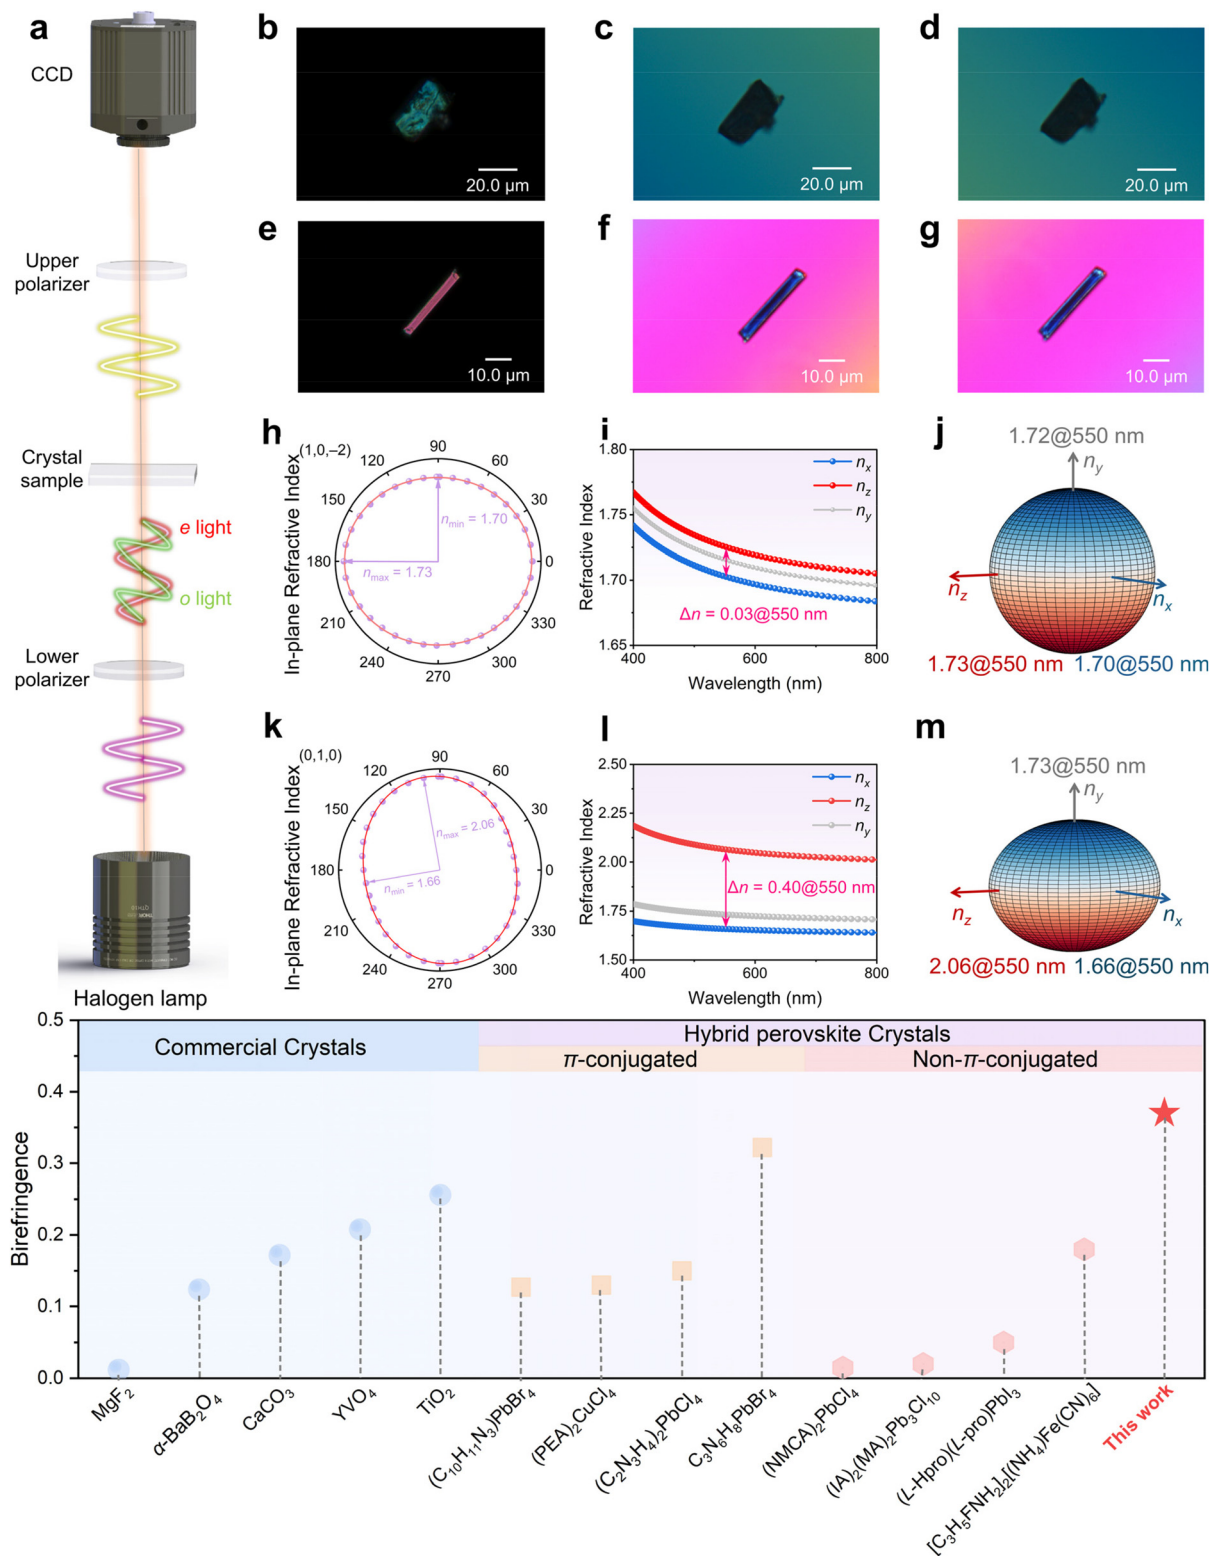 a
CCD
Upper
polarizer
Crystal
sample
e light
o light
Lower
polarizer
Halogen lamp
b
20.0 μm
c
20.0 μm
d
20.0 μm
e
10.0 μm
f
10.0 μm
g
10.0 μm
h
In-plane Refractive Index
(1,0,–2)
90
60
30
0
330
300
270
240
210
180
150
120
nmin = 1.70
nmax = 1.73
i
Refractive Index
1.80
1.75
1.70
1.65
400
600
800
Wavelength (nm)
nx
nz
ny
Δn = 0.03@550 nm
j
1.72@550 nm
ny
nz
nx
1.73@550 nm
1.70@550 nm
k
In-plane Refractive Index
(0,1,0)
90
60
30
0
330
300
270
240
210
180
150
120
nmax = 2.06
nmin = 1.66
l
Refractive Index
2.50
2.25
2.00
1.75
1.50
400
600
800
Wavelength (nm)
nx
nz
ny
Δn = 0.40@550 nm
m
1.73@550 nm
ny
nz
nx
2.06@550 nm
1.66@550 nm
Birefringence
0.5
0.4
0.3
0.2
0.1
0.0
Commercial Crystals
Hybrid perovskite Crystals
π-conjugated
Non-π-conjugated
MgF2
α-BaB2O4
CaCO3
YVO4
TiO2
(C10H11N3)PbBr4
(PEA)2CuCl4
(C2N3H4)2PbCl4
C3N6H8PbBr4
(NMCA)2PbCl4
(IA)2(MA)2Pb3Cl10
(L-Hpro)(L-pro)PbI3
[C3H5FNH2]2[(NH4)Fe(CN)6]
This work